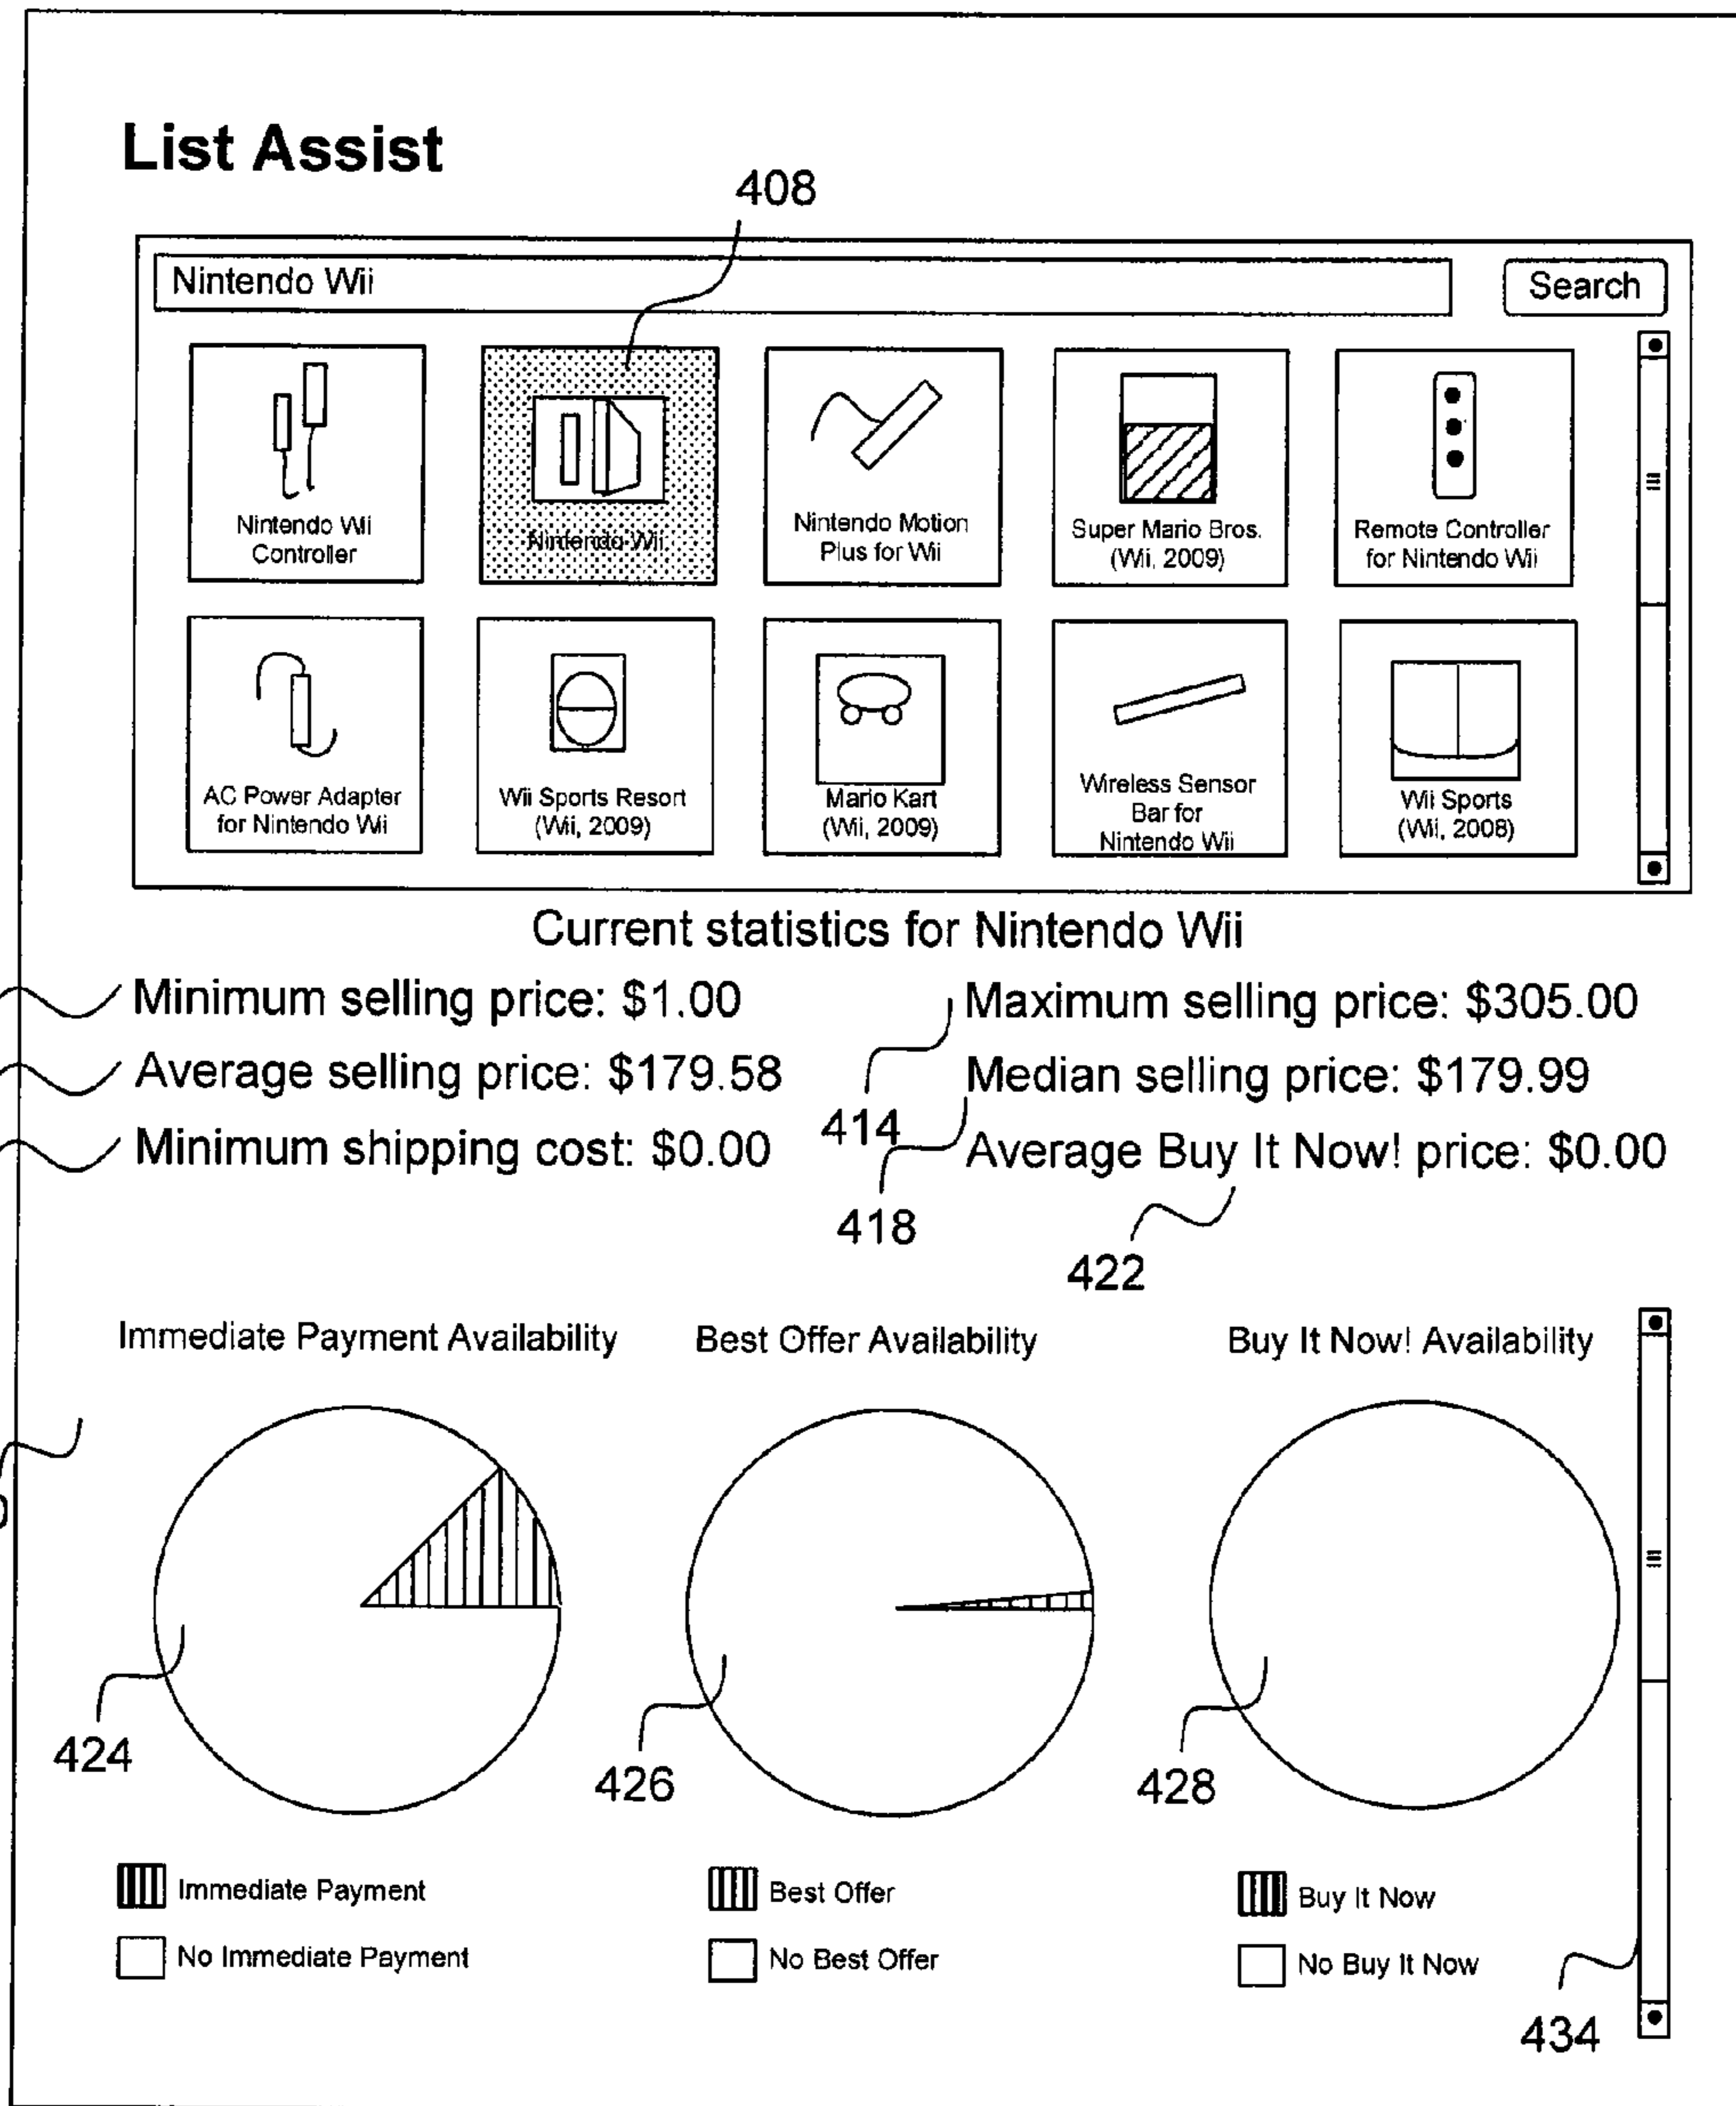 List Assist
408
Nintendo Wii
Search
Nintendo Wii
Controller
Nintendo Wii
Nintendo Motion
Plus for Wii
Super Mario Bros.
(Wii, 2009)
Remote Controller
for Nintendo Wii
AC Power Adapter
for Nintendo Wii
Wii Sports Resort
(Wii, 2009)
Mario Kart
(Wii, 2009)
Wireless Sensor
Bar for
Nintendo Wii
Wii Sports
(Wii, 2008)
Current statistics for Nintendo Wii
Minimum selling price: $1.00
Maximum selling price: $305.00
Average selling price: $179.58
414
Median selling price: $179.99
Minimum shipping cost: $0.00
418
Average Buy It Now! price: $0.00
422
Immediate Payment Availability
Best Offer Availability
Buy It Now! Availability
424
426
428
Immediate Payment
No Immediate Payment
Best Offer
No Best Offer
Buy It Now
No Buy It Now
434